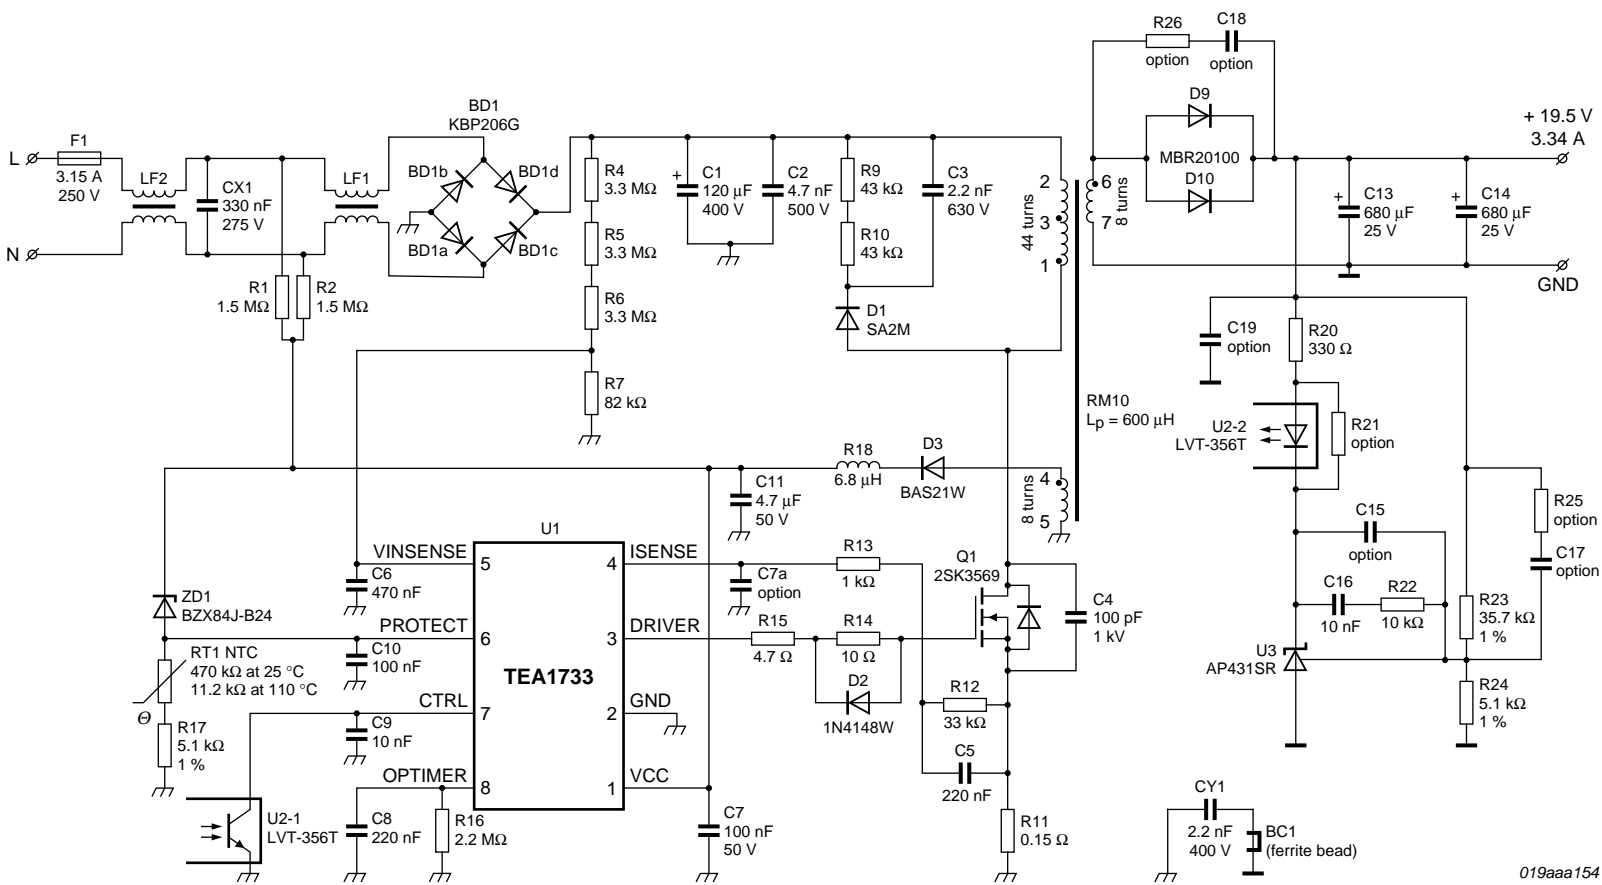 L
F1
3.15 A
250 V
LF2
CX1
330 nF
275 V
LF1
N
R1
1.5 MΩ
R2
1.5 MΩ
BD1
KBP206G
BD1b
BD1d
BD1a
BD1c
R4
3.3 MΩ
R5
3.3 MΩ
R6
3.3 MΩ
R7
82 kΩ
+
C1
120 μF
400 V
C2
4.7 nF
500 V
R9
43 kΩ
R10
43 kΩ
C3
2.2 nF
630 V
D1
SA2M
2
3
1
44 turns
6
7
8 turns
RM10
Lp = 600 μH
R26
option
C18
option
D9
MBR20100
D10
+ 19.5 V
3.34 A
+
C13
680 μF
25 V
+
C14
680 μF
25 V
GND
C19
option
R20
330 Ω
U2-2
LVT-356T
R21
option
C15
option
C16
10 nF
R22
10 kΩ
R25
option
C17
option
R23
35.7 kΩ
1 %
U3
AP431SR
R24
5.1 kΩ
1 %
R18
6.8 μH
D3
BAS21W
4
5
8 turns
C11
4.7 μF
50 V
U1
TEA1733
VINSENSE
5
PROTECT
6
CTRL
7
OPTIMER
8
4
ISENSE
3
DRIVER
2
GND
1
VCC
C6
470 nF
ZD1
BZX84J-B24
C10
100 nF
RT1 NTC
470 kΩ at 25 °C
11.2 kΩ at 110 °C
Θ
R17
5.1 kΩ
1 %
C9
10 nF
U2-1
LVT-356T
C8
220 nF
R16
2.2 MΩ
C7
100 nF
50 V
C7a
option
R13
1 kΩ
R15
4.7 Ω
R14
10 Ω
D2
1N4148W
Q1
2SK3569
C4
100 pF
1 kV
R12
33 kΩ
C5
220 nF
R11
0.15 Ω
CY1
2.2 nF
400 V
BC1
(ferrite bead)
019aaa154